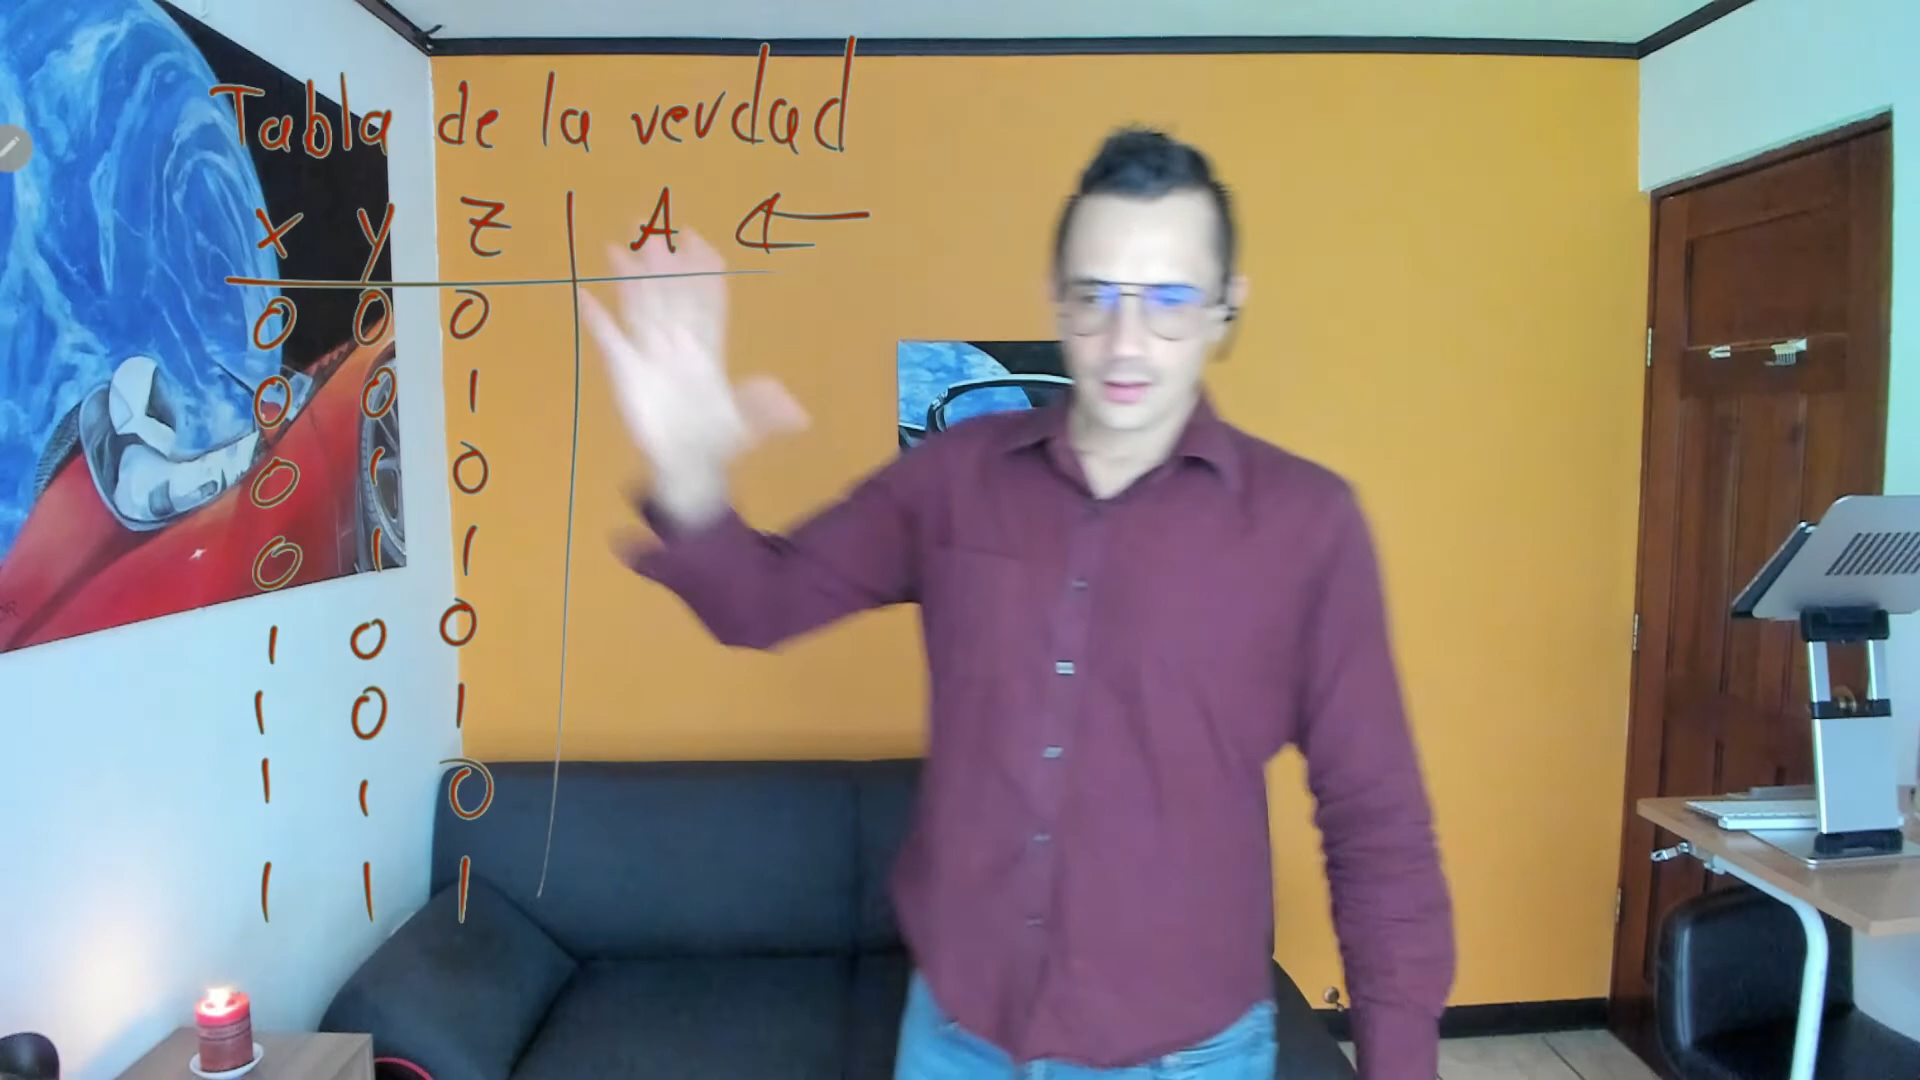 Tabla de la verdad
x y z A
0 0 0
0 0 1
0 1 0
0 1 1
1 0 0
1 0 1
1 1 0
1 1 1